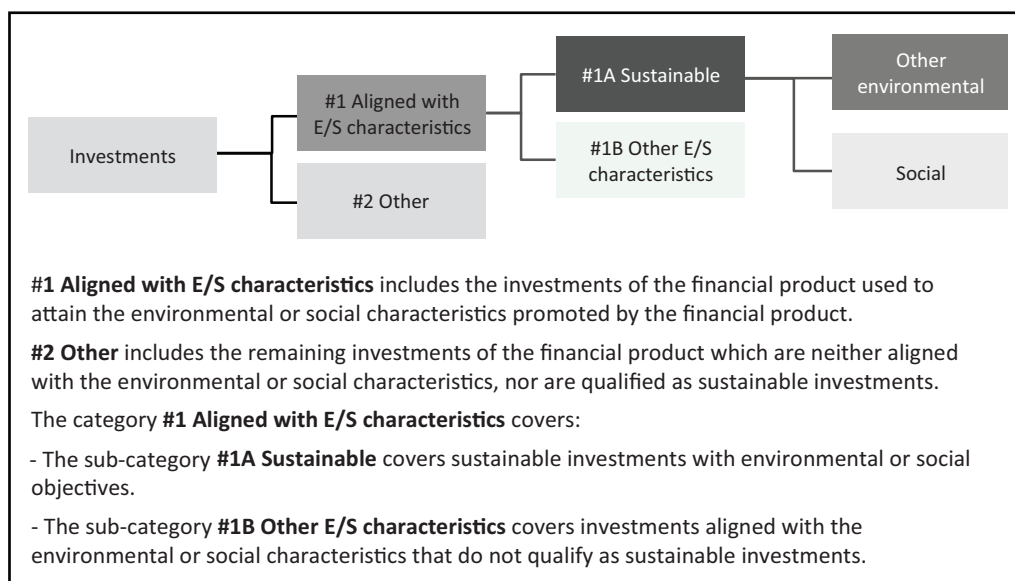 Investments
#1 Aligned with
E/S characteristics
#2 Other
#1A Sustainable
#1B Other E/S
characteristics
Other
environmental
Social
#1 Aligned with E/S characteristics includes the investments of the financial product used to
attain the environmental or social characteristics promoted by the financial product.
#2 Other includes the remaining investments of the financial product which are neither aligned
with the environmental or social characteristics, nor are qualified as sustainable investments.
The category #1 Aligned with E/S characteristics covers:
- The sub-category #1A Sustainable covers sustainable investments with environmental or social
objectives.
- The sub-category #1B Other E/S characteristics covers investments aligned with the
environmental or social characteristics that do not qualify as sustainable investments.